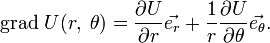 grad U(r, θ) = ∂U/∂r e⃗_r + 1/r ∂U/∂θ e⃗_θ.